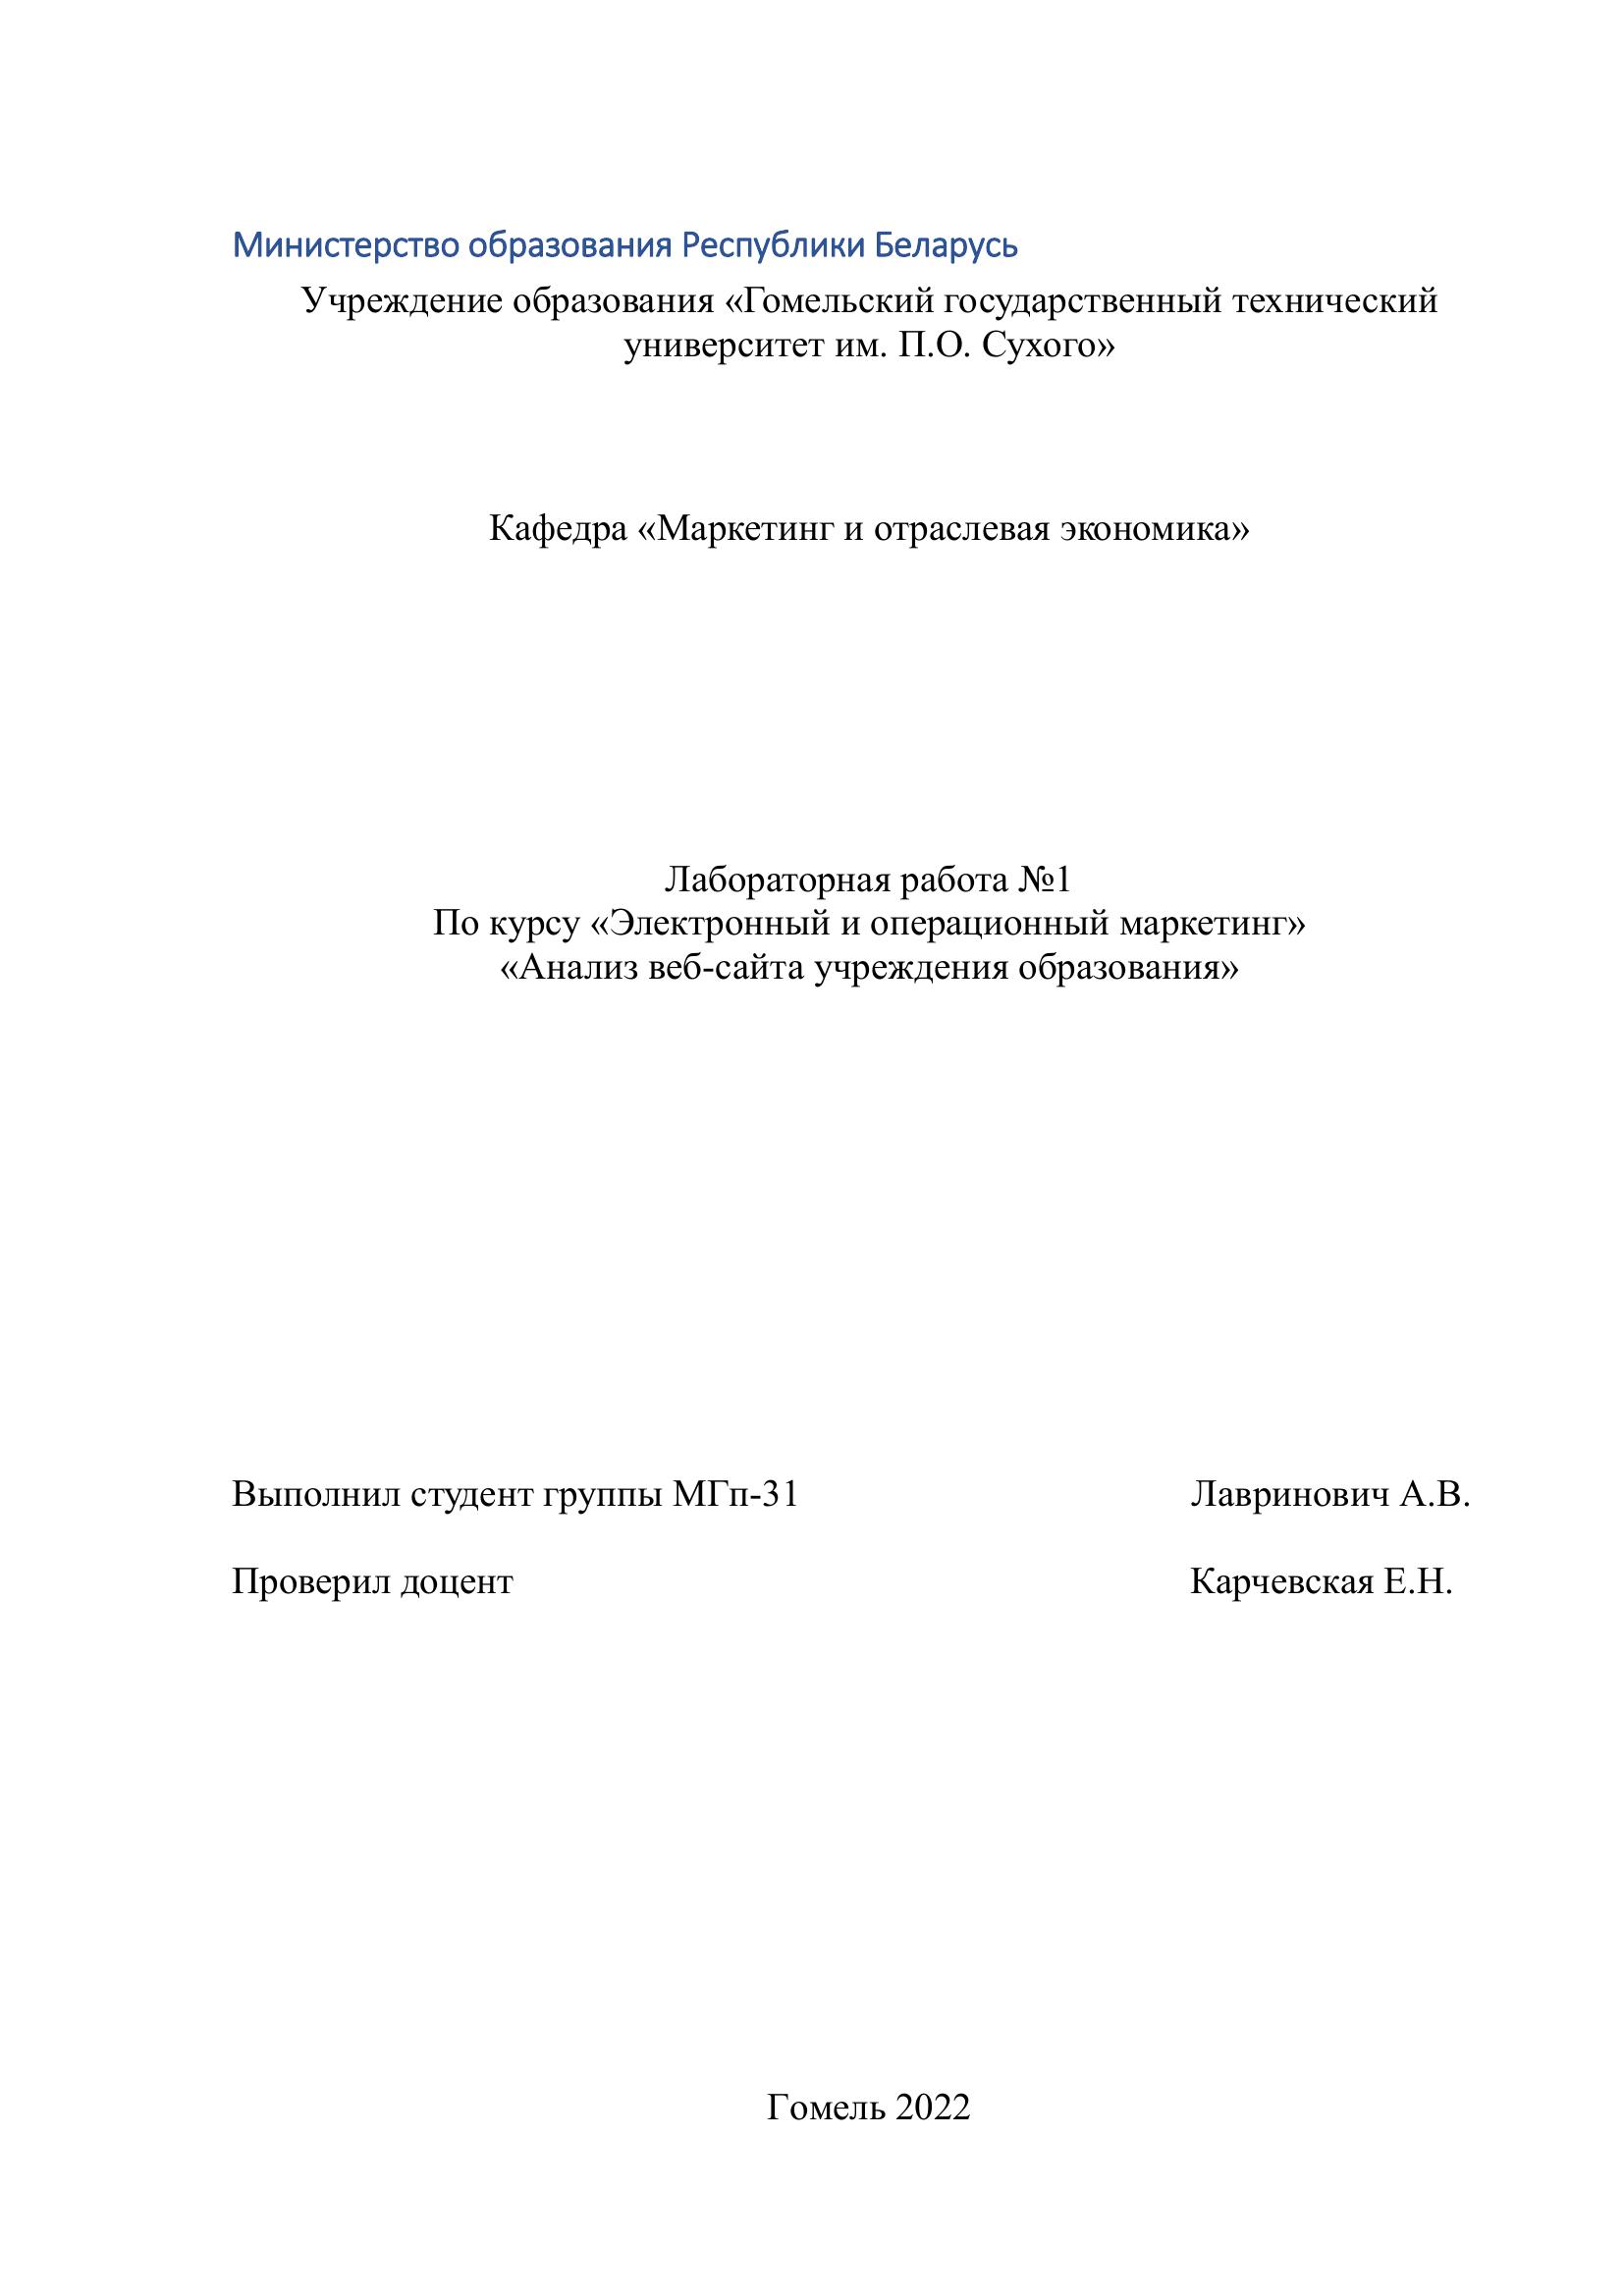 Министерство образования Республики Беларусь
Учреждение образования «Гомельский государственный технический
университет им. П.О. Сухого»
Кафедра «Маркетинг и отраслевая экономика»
Лабораторная работа №1
По курсу «Электронный и операционный маркетинг»
«Анализ веб-сайта учреждения образования»
Выполнил студент группы МГп-31 Лавринович А.В.
Проверил доцент Карчевская Е.Н.
Гомель 2022